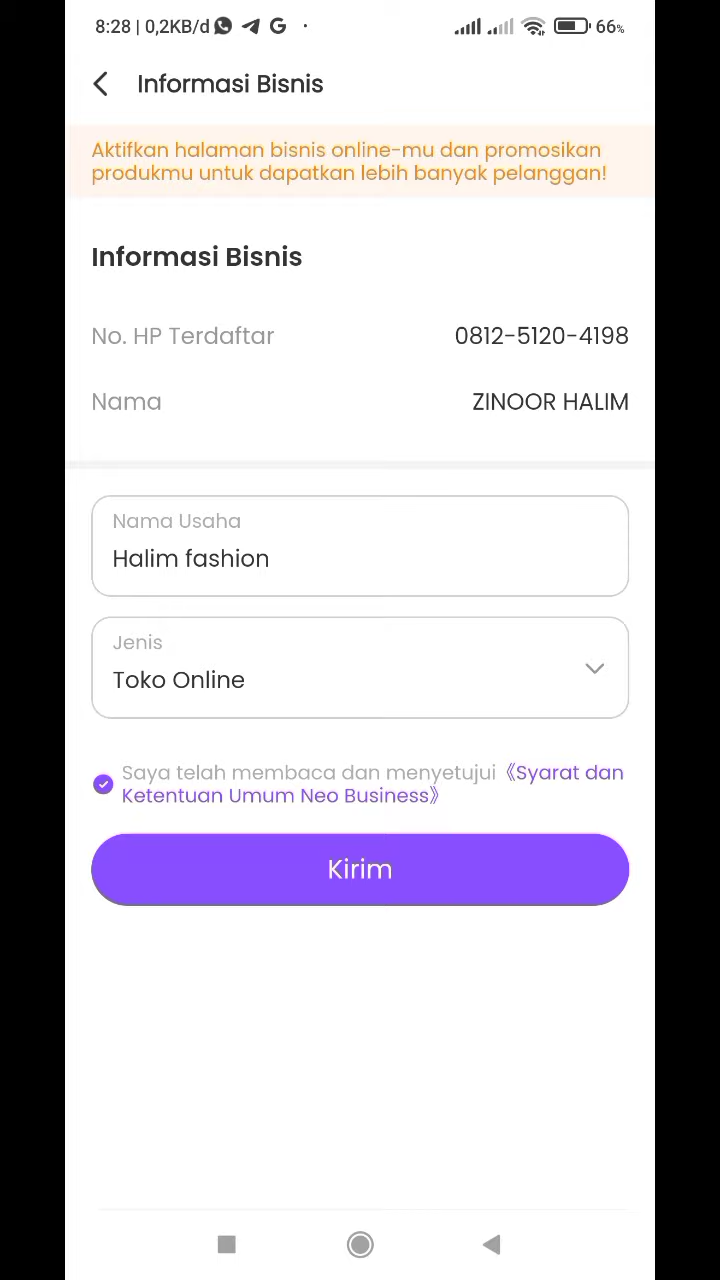 8:28 | 0,2KB/d
66%
Informasi Bisnis
Aktifkan halaman bisnis online-mu dan promosikan
produkmu untuk dapatkan lebih banyak pelanggan!
Informasi Bisnis
No. HP Terdaftar 0812-5120-4198
Nama ZINOOR HALIM
Nama Usaha
Halim fashion
Jenis
Toko Online
Saya telah membaca dan menyetujui 《Syarat dan
Ketentuan Umum Neo Business》
Kirim